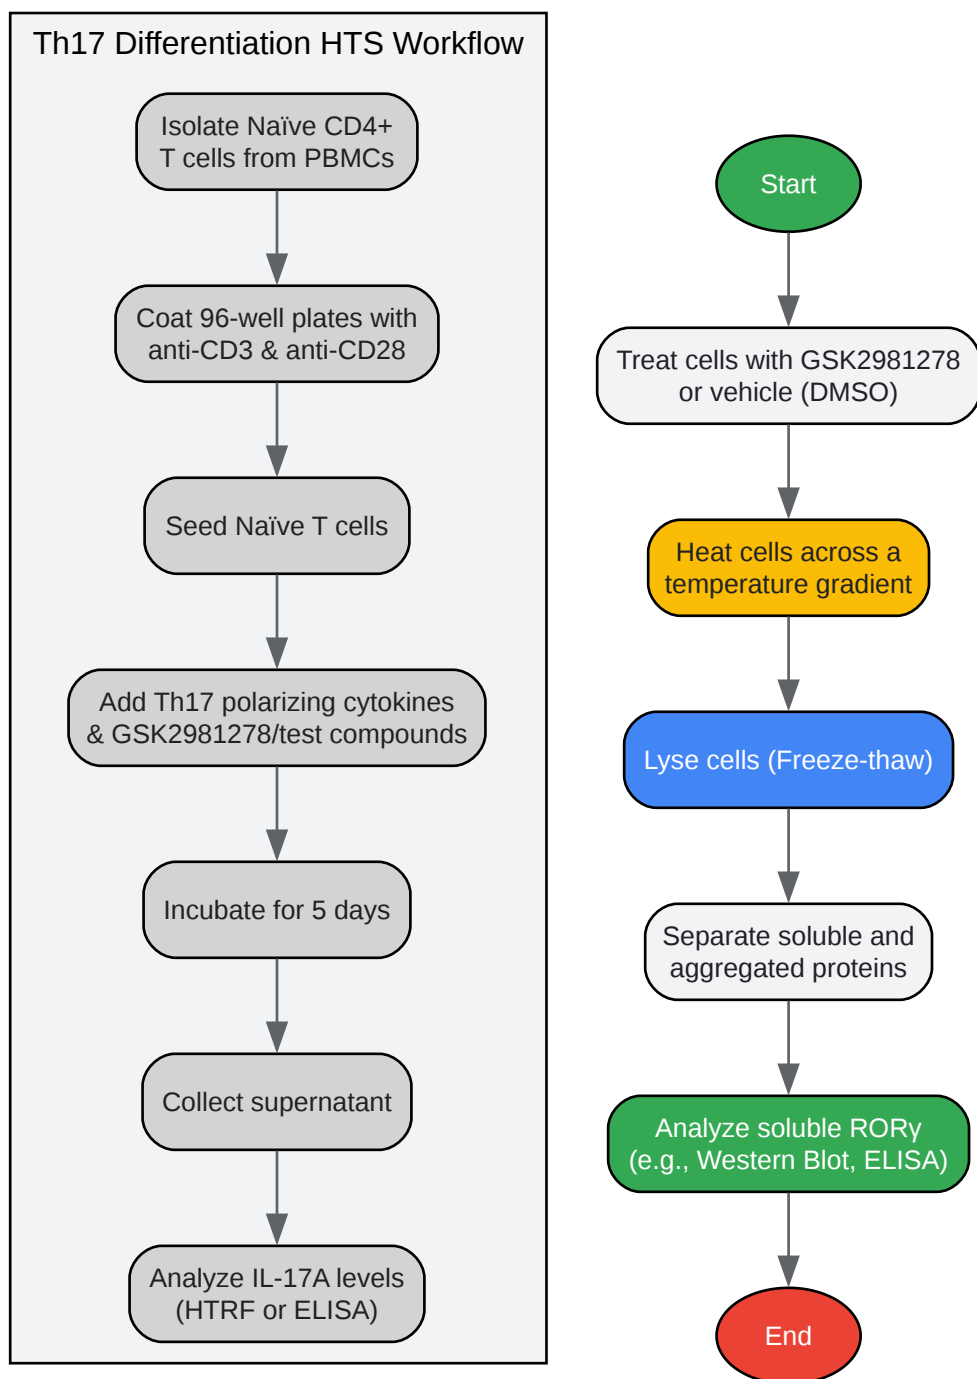 Th17 Differentiation HTS Workflow
Isolate Naïve CD4+
T cells from PBMCs
Coat 96-well plates with
anti-CD3 & anti-CD28
Seed Naïve T cells
Add Th17 polarizing cytokines
& GSK2981278/test compounds
Incubate for 5 days
Collect supernatant
Analyze IL-17A levels
(HTRF or ELISA)
Start
Treat cells with GSK2981278
or vehicle (DMSO)
Heat cells across a
temperature gradient
Lyse cells (Freeze-thaw)
Separate soluble and
aggregated proteins
Analyze soluble RORγ
(e.g., Western Blot, ELISA)
End